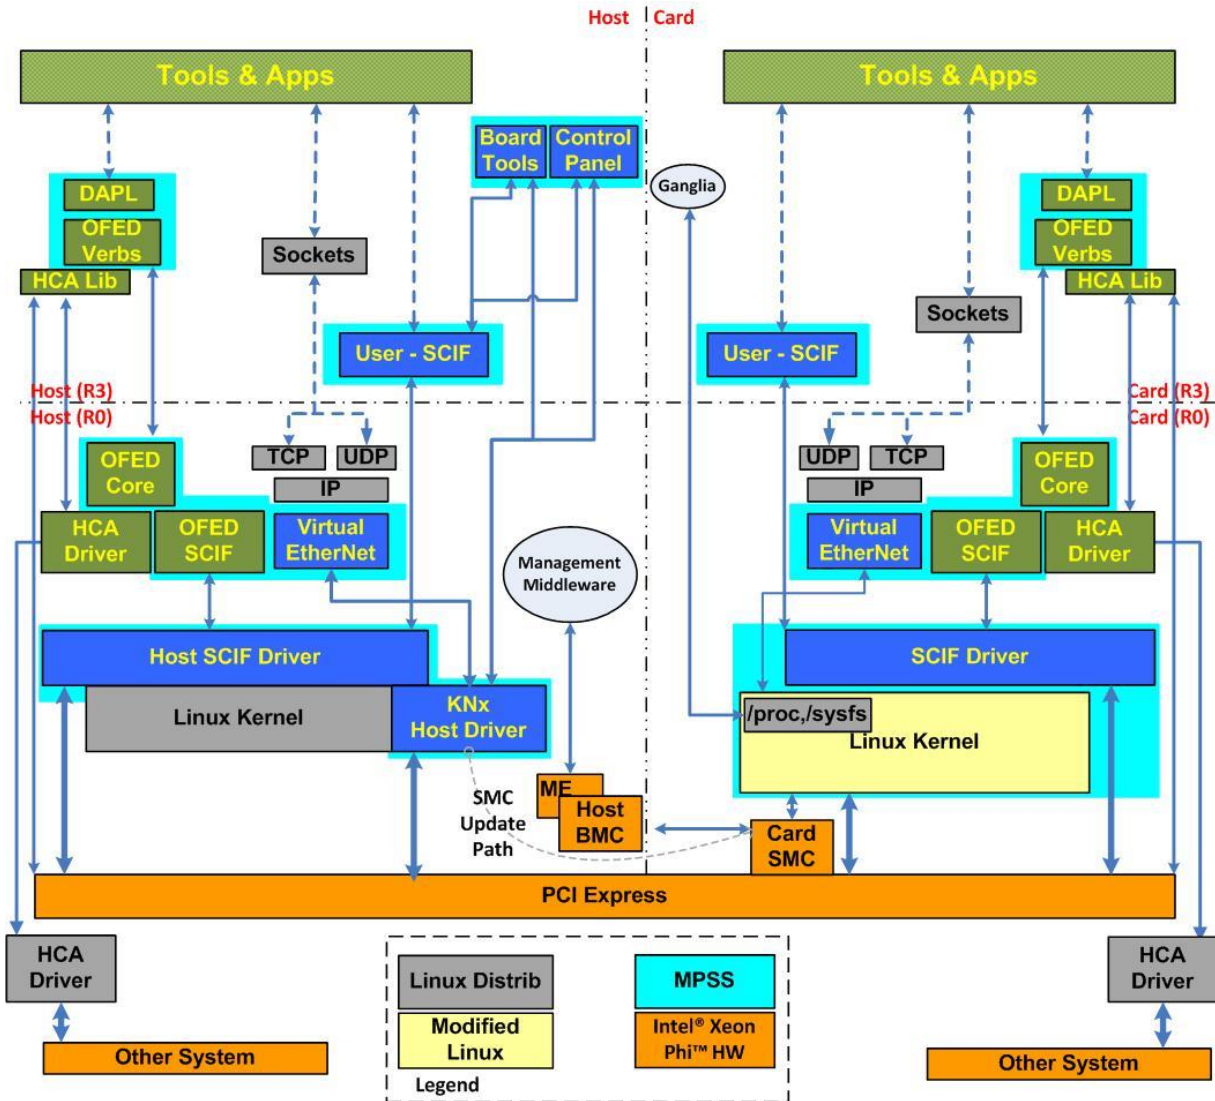 Host Card
Tools & Apps
Tools & Apps
Board
Tools
Control
Panel
Ganglia
DAPL
DAPL
OFED
Verbs
OFED
Verbs
HCA Lib
HCA Lib
Sockets
Sockets
User - SCIF
User - SCIF
Host (R3)
Card (R3)
Host (R0)
Card (R0)
TCP
UDP
UDP
TCP
IP
IP
OFED
Core
OFED
Core
HCA
Driver
OFED
SCIF
Virtual
EtherNet
Virtual
EtherNet
OFED
SCIF
HCA
Driver
Management
Middleware
Host SCIF Driver
SCIF Driver
Linux Kernel
KNx
Host Driver
/proc,/sysfs
Linux Kernel
SMC
Update
Path
ME
Host
BMC
Card
SMC
PCI Express
HCA
Driver
HCA
Driver
Other System
Other System
Linux Distrib
MPSS
Modified
Linux
Intel® Xeon
Phi™ HW
Legend